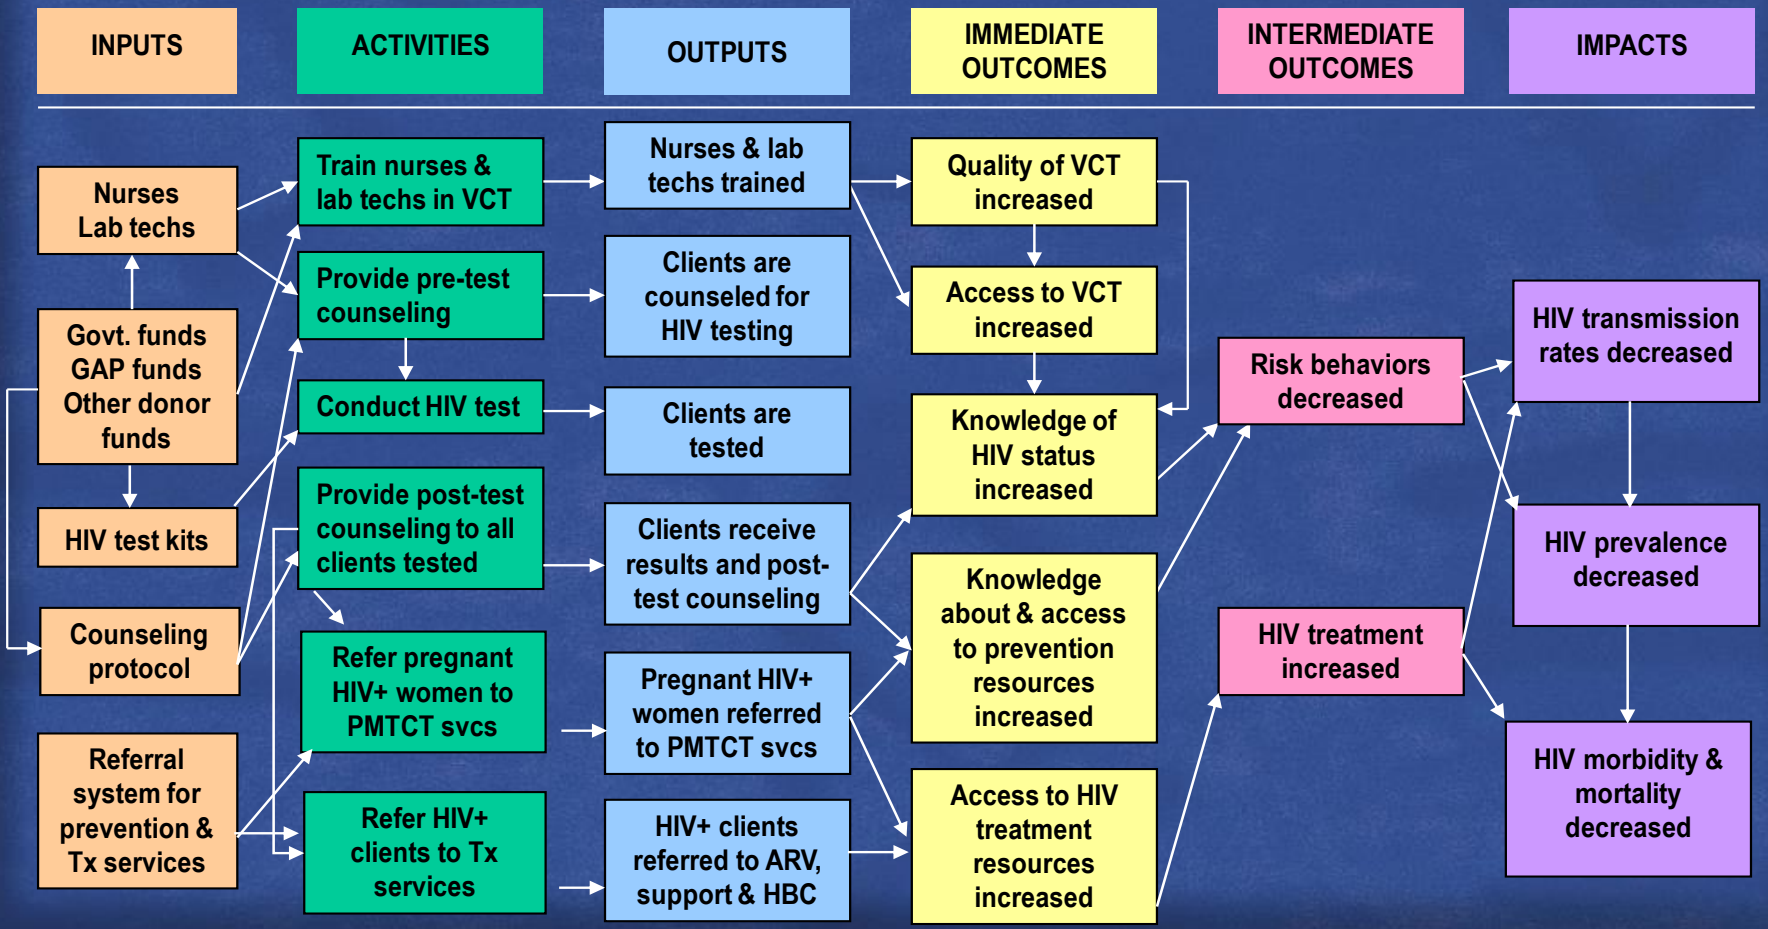 INPUTS
ACTIVITIES
OUTPUTS
IMMEDIATE
OUTCOMES
INTERMEDIATE
OUTCOMES
IMPACTS
Nurses
Lab techs
Govt. funds
GAP funds
Other donor
funds
HIV test kits
Counseling
protocol
Referral
system for
prevention &
Tx services
Train nurses &
lab techs in VCT
Provide pre-test
counseling
Conduct HIV test
Provide post-test
counseling to all
clients tested
Refer pregnant
HIV+ women to
PMTCT svcs
Refer HIV+
clients to Tx
services
Nurses & lab
techs trained
Clients are
counseled for
HIV testing
Clients are
tested
Clients receive
results and post-
test counseling
Pregnant HIV+
women referred
to PMTCT svcs
HIV+ clients
referred to ARV,
support & HBC
Quality of VCT
increased
Access to VCT
increased
Knowledge of
HIV status
increased
Knowledge
about & access
to prevention
resources
increased
Access to HIV
treatment
resources
increased
Risk behaviors
decreased
HIV treatment
increased
HIV transmission
rates decreased
HIV prevalence
decreased
HIV morbidity &
mortality
decreased